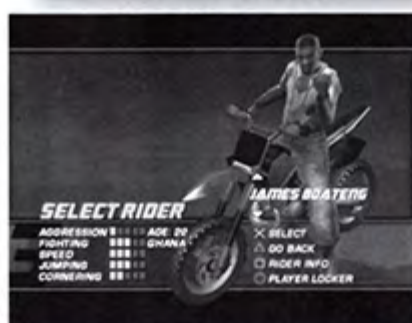 SELECT RIDER
AGGRESSION AGE: 20
FIGHTING GHANA
SPEED
JUMPING
CORNERING
JAMES BOATENG
X SELECT
△ GO BACK
□ RIDER INFO
○ PLAYER LOCKER